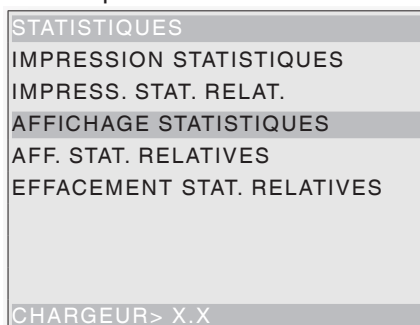 STATISTIQUES
IMPRESSION STATISTIQUES
IMPRESS. STAT. RELAT.
AFFICHAGE STATISTIQUES
AFF. STAT. RELATIVES
EFFACEMENT STAT. RELATIVES
CHARGEUR> X.X